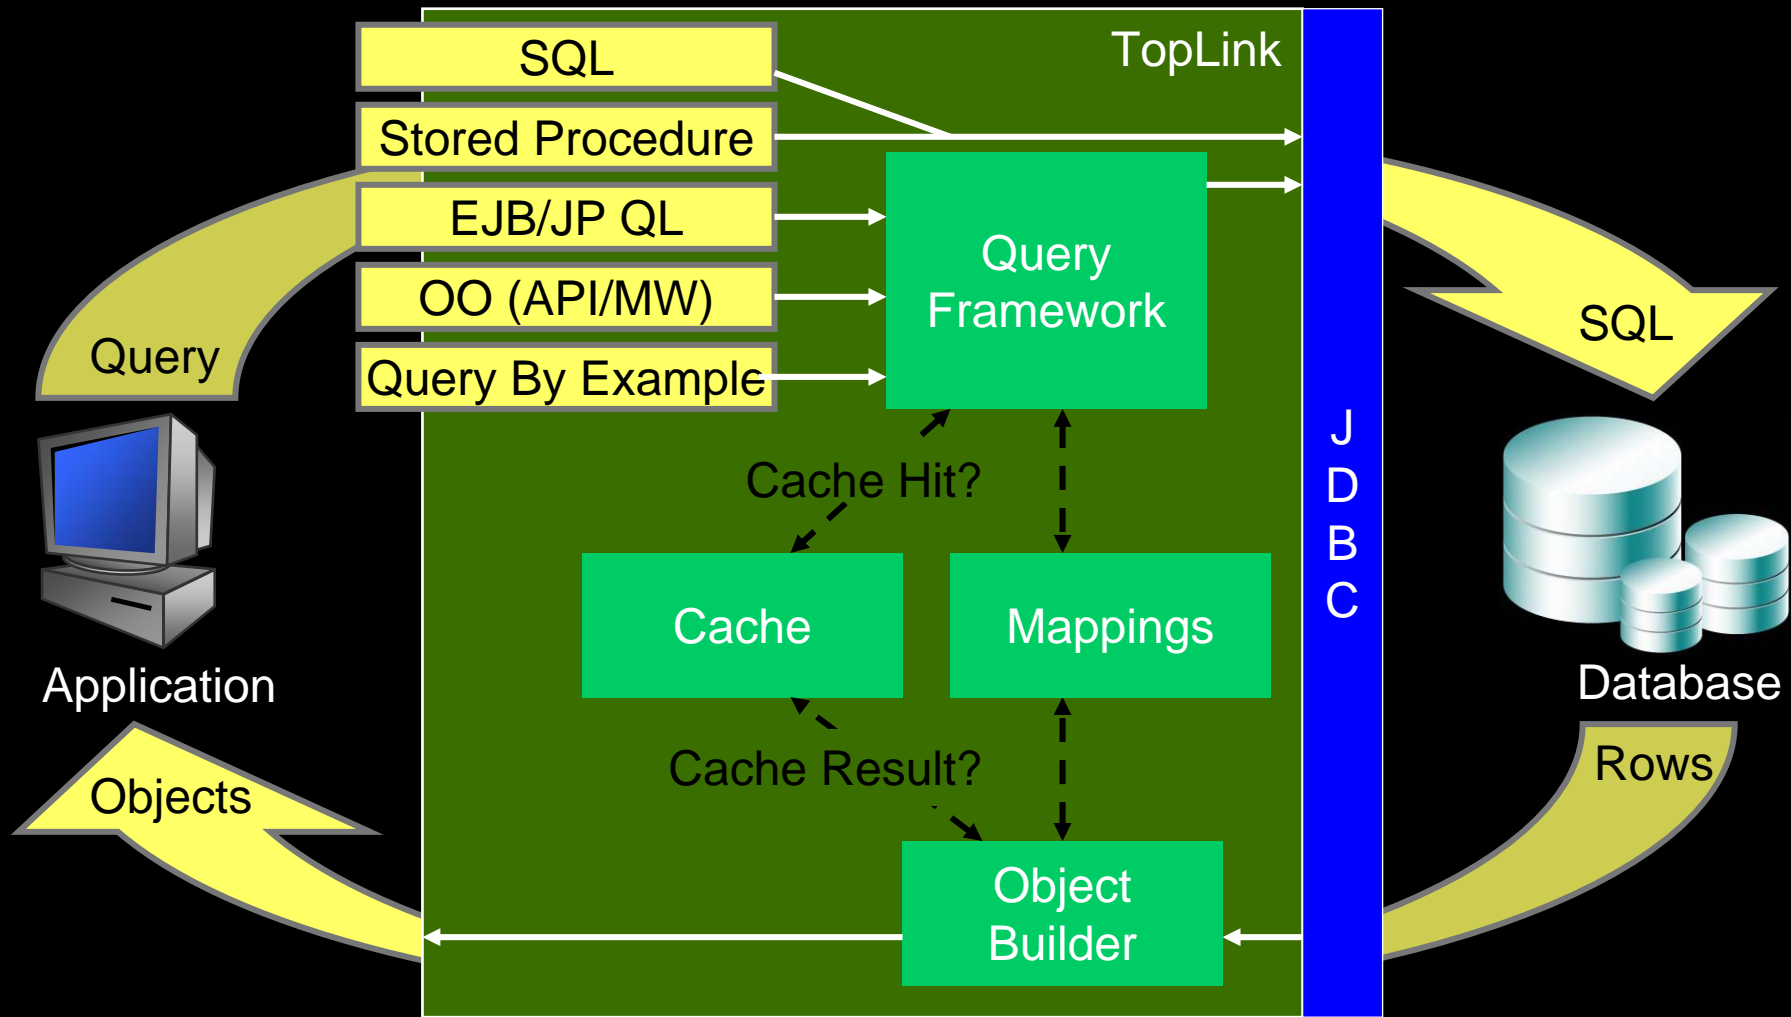 TopLink
SQL
Stored Procedure
EJB/JP QL
OO (API/MW)
Query By Example
Query
Query
Framework
SQL
J
D
B
C
Cache Hit?
Cache
Mappings
Application
Database
Cache Result?
Objects
Rows
Object
Builder